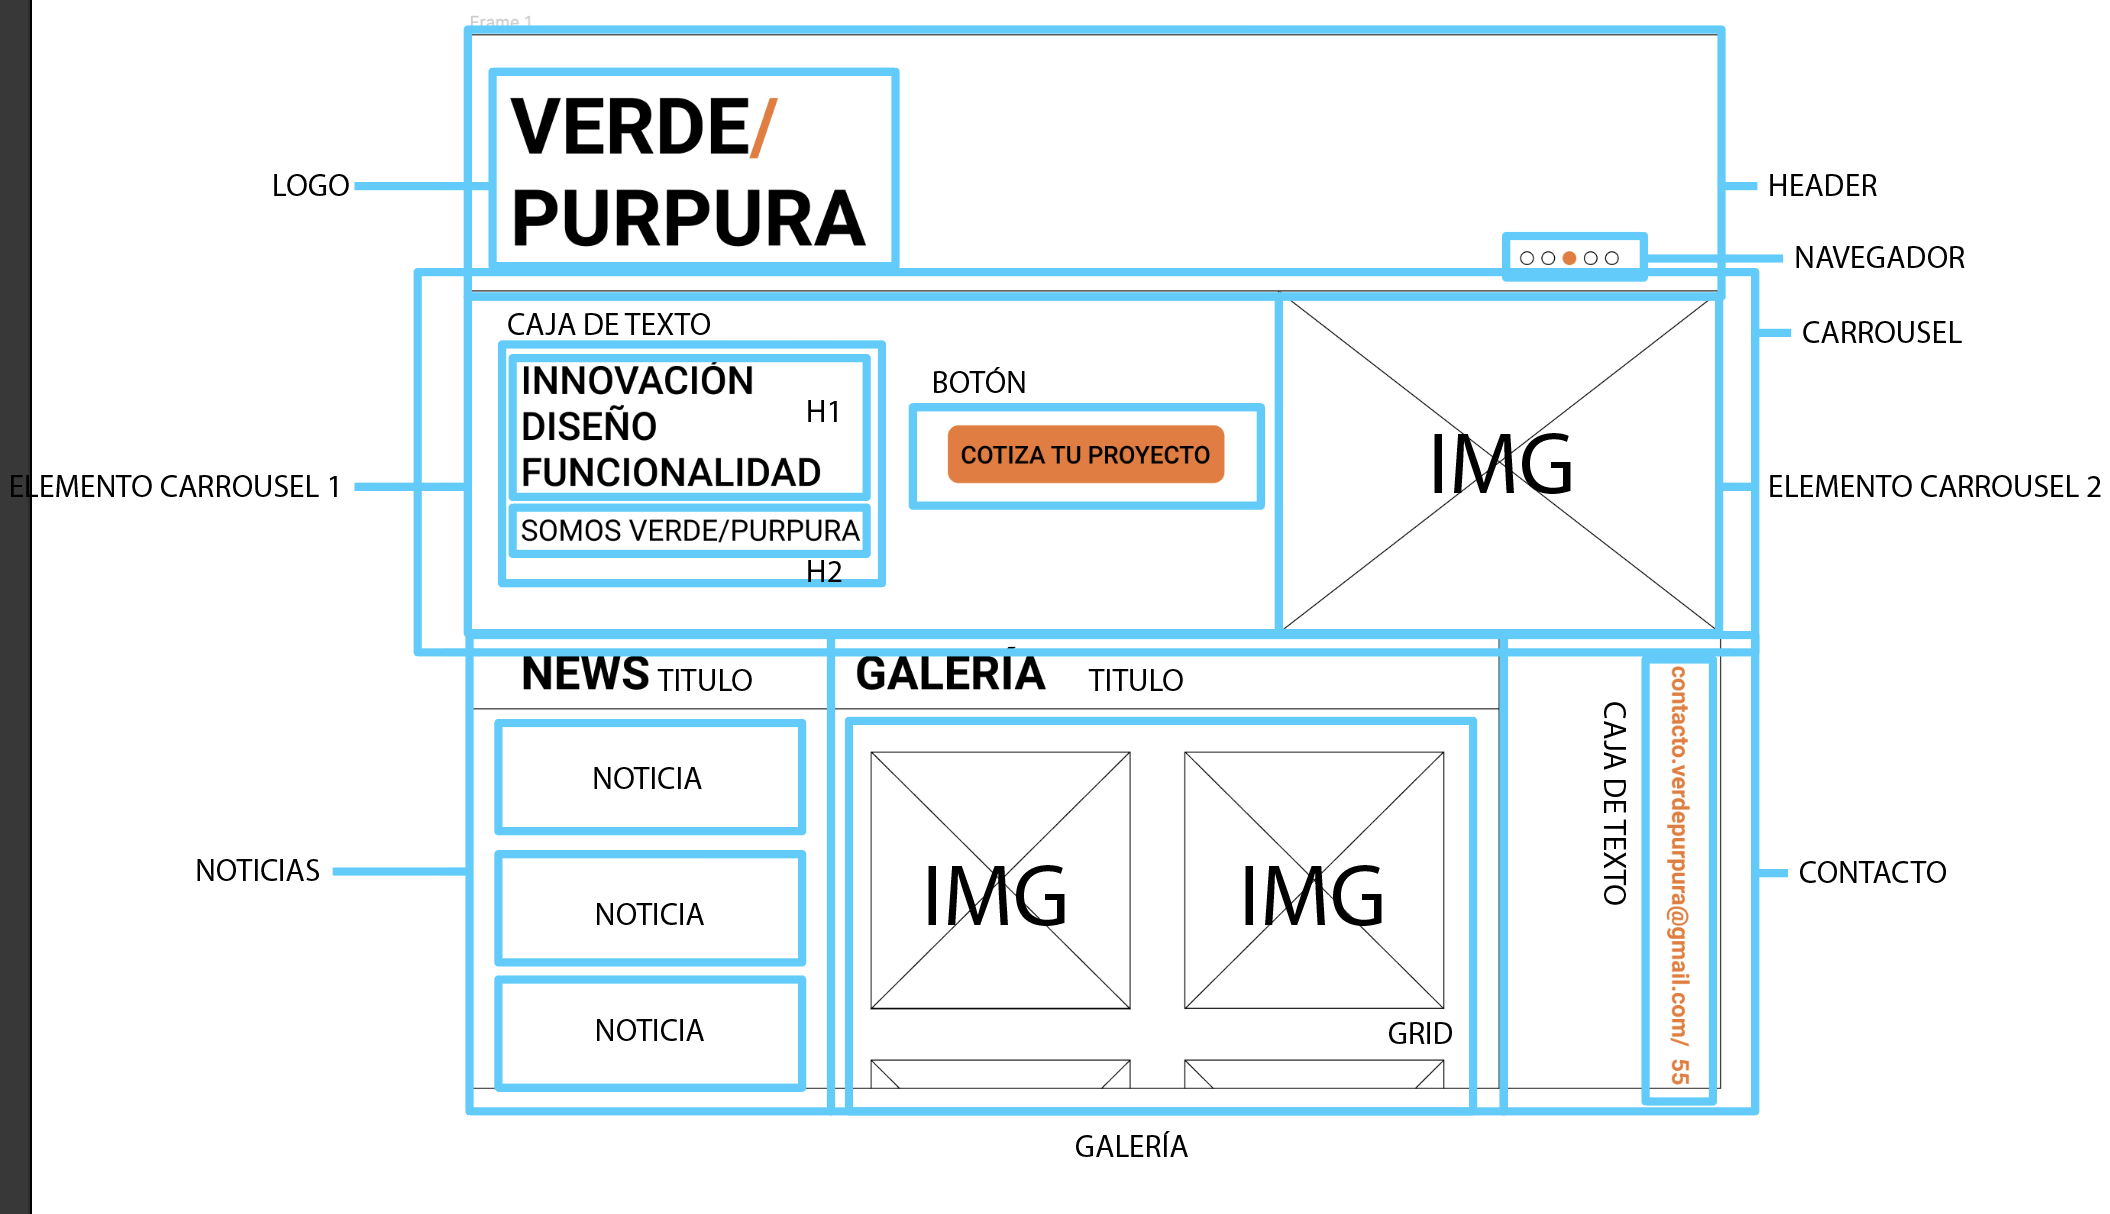 Frame 1
VERDE/
PURPURA
LOGO
HEADER
NAVEGADOR
CARROUSEL
CAJA DE TEXTO
INNOVACIÓN
DISEÑO
FUNCIONALIDAD
H1
SOMOS VERDE/PURPURA
H2
BOTÓN
COTIZA TU PROYECTO
IMG
ELEMENTO CARROUSEL 1
ELEMENTO CARROUSEL 2
NEWS TITULO
GALERÍA TITULO
NOTICIA
NOTICIA
NOTICIA
NOTICIAS
IMG
IMG
GRID
CAJA DE TEXTO
contacto.verdepurpura@gmail.com/ 55
CONTACTO
GALERÍA